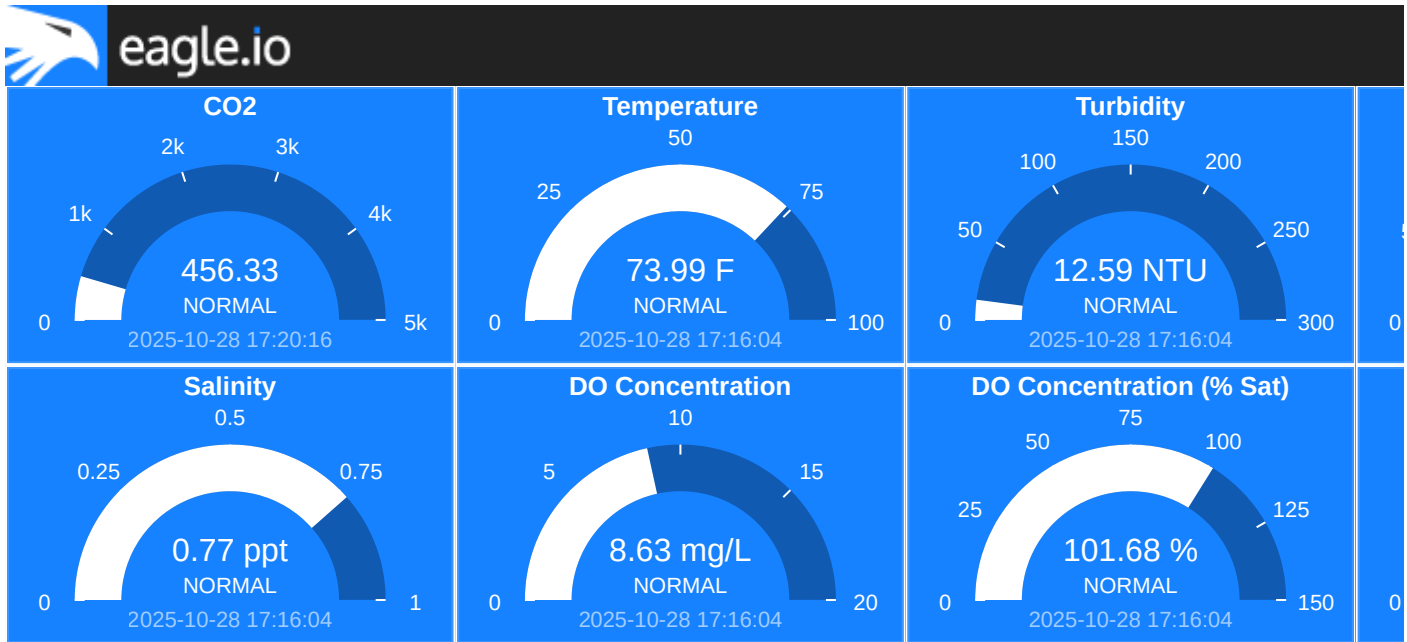 eagle.io
CO2
2k
3k
1k
4k
456.33
NORMAL
0
5k
2025-10-28 17:20:16
Temperature
50
25
75
73.99 F
NORMAL
0
100
2025-10-28 17:16:04
Turbidity
150
100
200
50
250
12.59 NTU
NORMAL
0
300
2025-10-28 17:16:04
0
Salinity
0.5
0.25
0.75
0.77 ppt
NORMAL
0
1
2025-10-28 17:16:04
DO Concentration
10
5
15
8.63 mg/L
NORMAL
0
20
2025-10-28 17:16:04
DO Concentration (% Sat)
75
50
100
25
125
101.68 %
NORMAL
0
150
2025-10-28 17:16:04
0